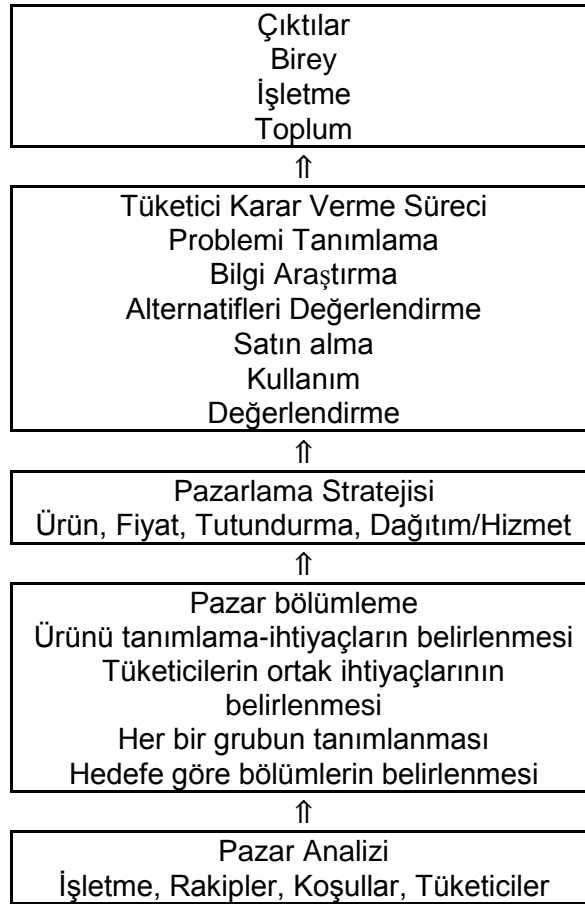 Çıktılar
Birey
İşletme
Toplum
⇑
Tüketici Karar Verme Süreci
Problemi Tanımlama
Bilgi Araştırma
Alternatifleri Değerlendirme
Satın alma
Kullanım
Değerlendirme
⇑
Pazarlama Stratejisi
Ürün, Fiyat, Tutundurma, Dağıtım/Hizmet
⇑
Pazar bölümleme
Ürünü tanımlama-ihtiyaçların belirlenmesi
Tüketicilerin ortak ihtiyaçlarının
belirlenmesi
Her bir grubun tanımlanması
Hedefe göre bölümlerin belirlenmesi
⇑
Pazar Analizi
İşletme, Rakipler, Koşullar, Tüketiciler